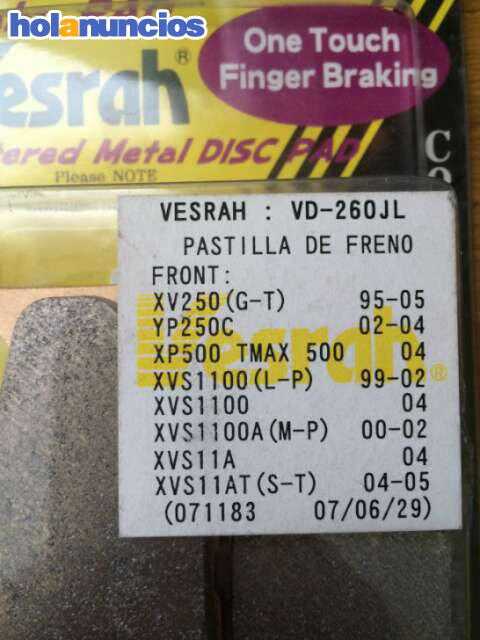 holanuncios
One Touch
Finger Braking
esrah®
tered Metal DISC PAD
Please NOTE
C
VESRAH : VD-260JL
PASTILLA DE FRENO
FRONT:
XV250(G-T) 95-05
YP250C 02-04
XP500 TMAX 500 04
XVS1100(L-P) 99-02
XVS1100 04
XVS1100A(M-P) 00-02
XVS11A 04
XVS11AT(S-T) 04-05
(071183 07/06/29)
Vesrah®